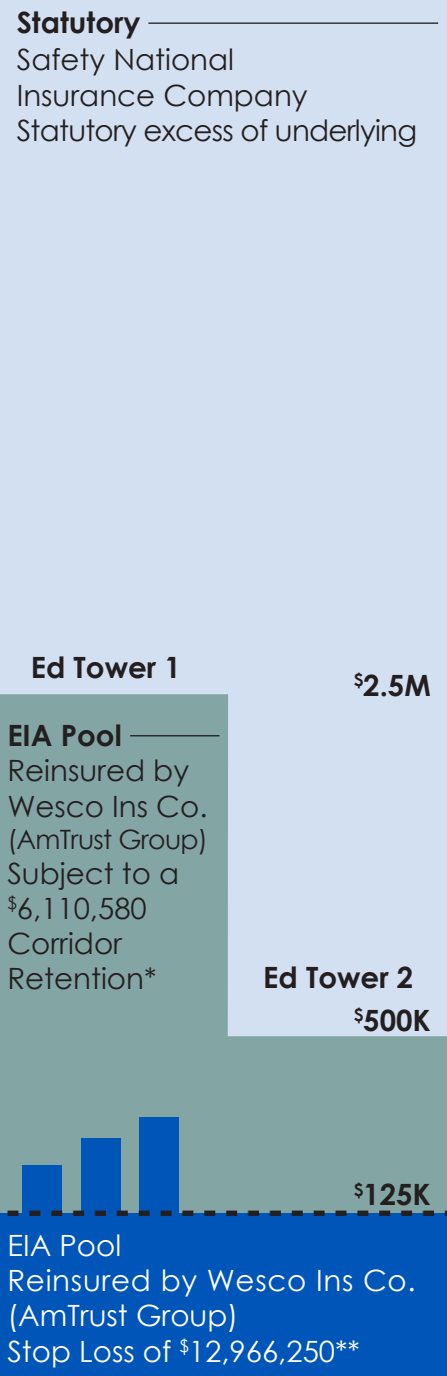 Statutory
Safety National
Insurance Company
Statutory excess of underlying
Ed Tower 1
$2.5M
EIA Pool
Reinsured by
Wesco Ins Co.
(AmTrust Group)
Subject to a
$6,110,580
Corridor
Retention*
Ed Tower 2
$500K
$125K
EIA Pool
Reinsured by Wesco Ins Co.
(AmTrust Group)
Stop Loss of $12,966,250**